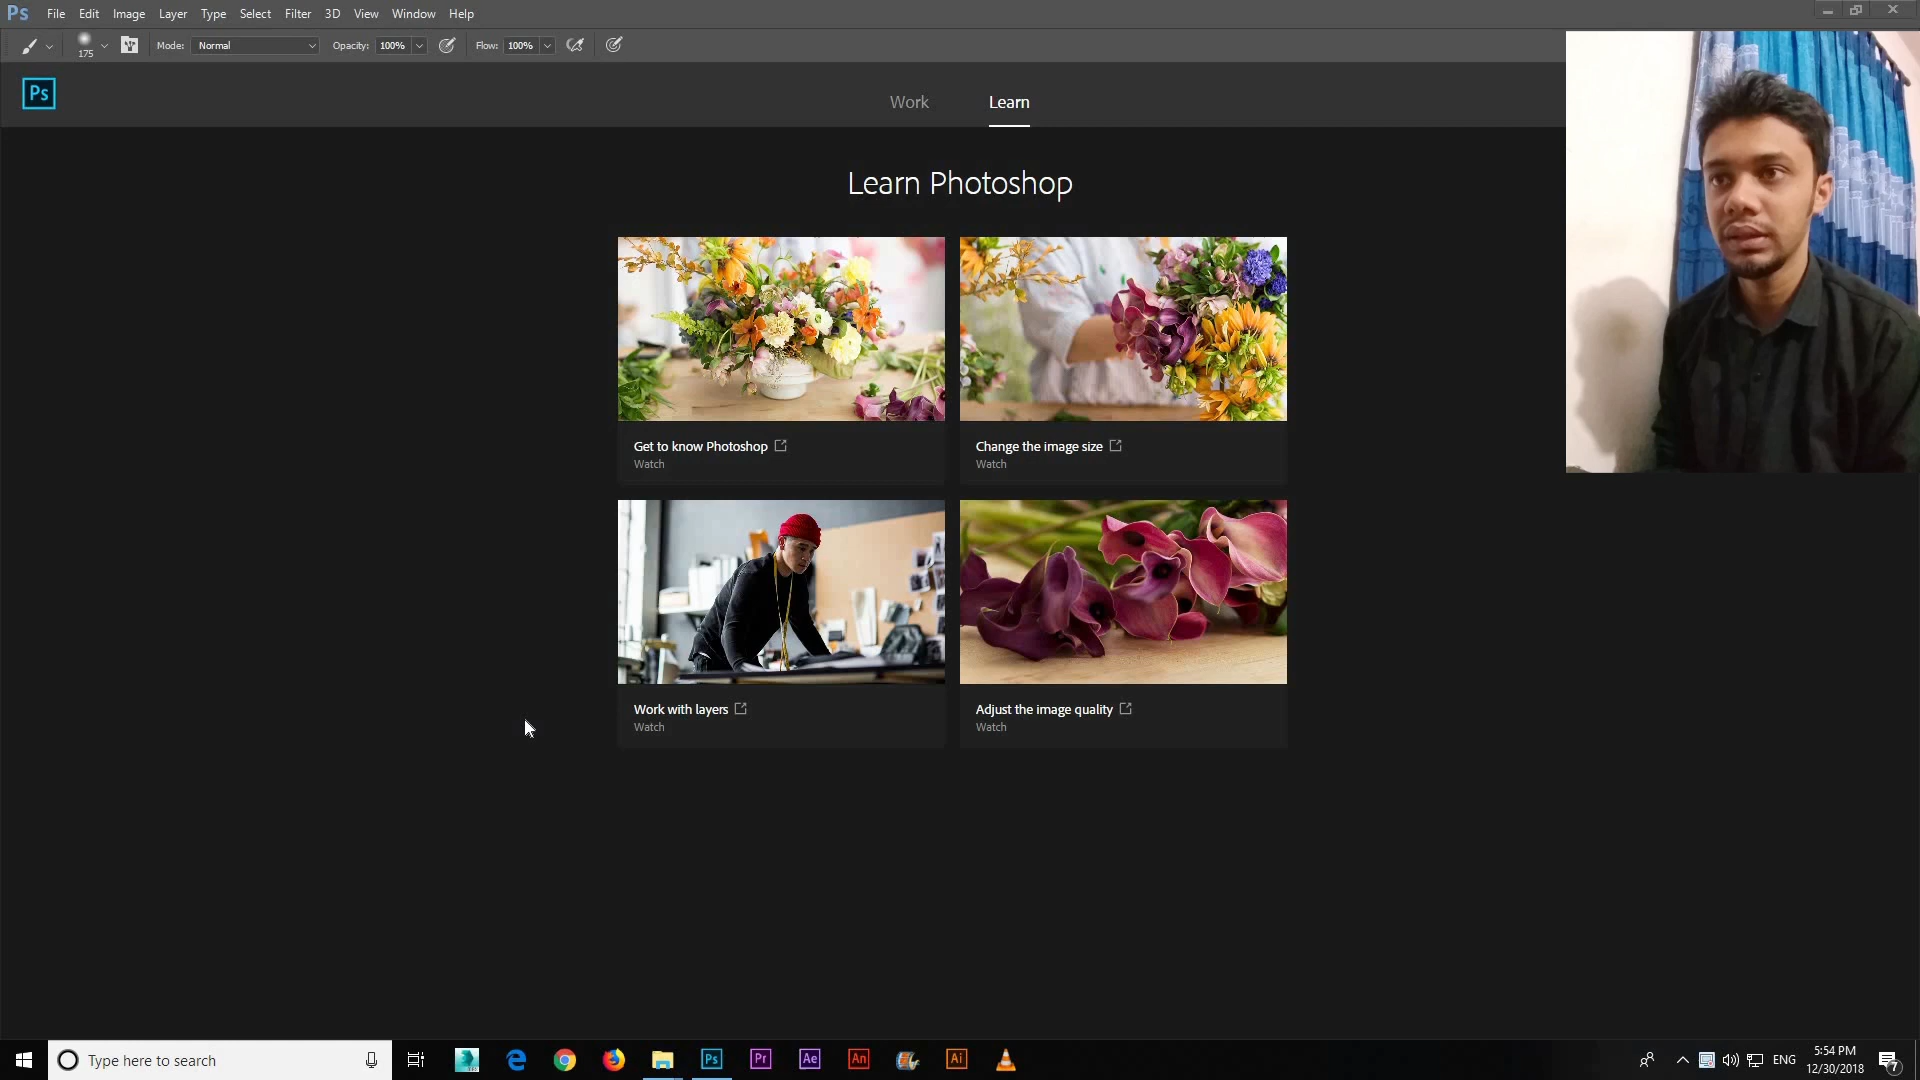 Ps File Edit Image Layer Type Select Filter 3D View Window Help
175 Mode: Normal Opacity: 100% Flow: 100%
Ps
Work Learn
Learn Photoshop
Get to know Photoshop
Watch
Change the image size
Watch
Work with layers
Watch
Adjust the image quality
Watch
Type here to search
Ps Pr Ae An Ai
ENG
5:54 PM
12/30/2018
7